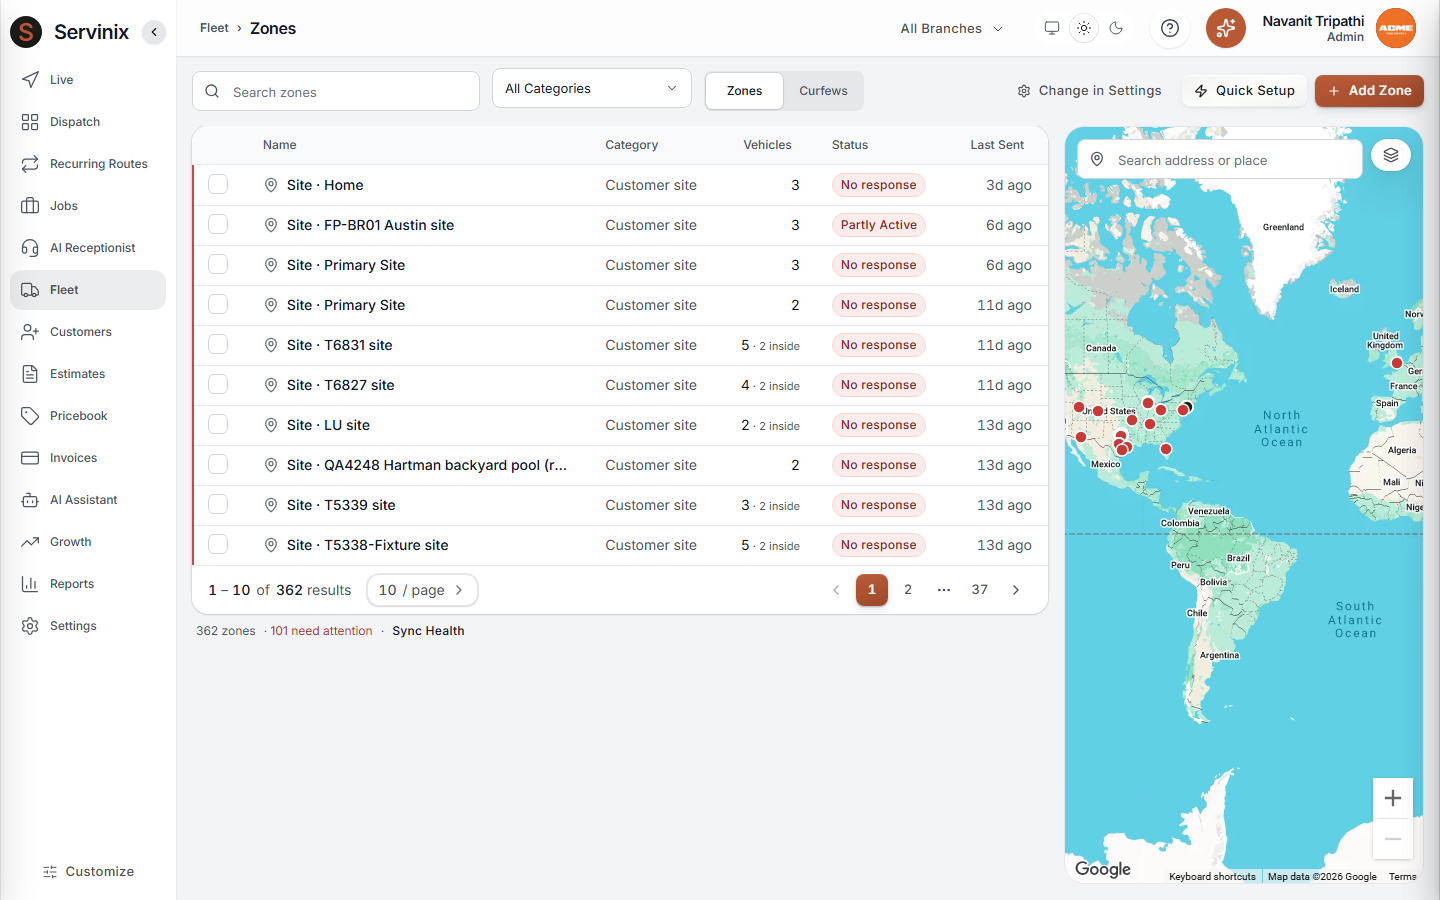 Servinix
Live
Dispatch
Recurring Routes
Jobs
AI Receptionist
Fleet
Customers
Estimates
Pricebook
Invoices
AI Assistant
Growth
Reports
Settings
Customize
Fleet › Zones
All Branches
Navanit Tripathi
Admin
ACME
Search zones
All Categories
Zones
Curfews
Change in Settings
Quick Setup
+ Add Zone
Name Category Vehicles Status Last Sent
Site · Home Customer site 3 No response 3d ago
Site · FP-BR01 Austin site Customer site 3 Partly Active 6d ago
Site · Primary Site Customer site 3 No response 6d ago
Site · Primary Site Customer site 2 No response 11d ago
Site · T6831 site Customer site 5 · 2 inside No response 11d ago
Site · T6827 site Customer site 4 · 2 inside No response 11d ago
Site · LU site Customer site 2 · 2 inside No response 13d ago
Site · QA4248 Hartman backyard pool (r... Customer site 2 No response 13d ago
Site · T5339 site Customer site 3 · 2 inside No response 13d ago
Site · T5338-Fixture site Customer site 5 · 2 inside No response 13d ago
1 – 10 of 362 results
10 / page
1 2 ••• 37
362 zones · 101 need attention · Sync Health
Search address or place
Greenland
Iceland
Norw
United
Kingdom
Canada
Ger
France
Spain
United States
North
Atlantic
Ocean
Algeria
Mexico
Mali
Ni
Nige
Venezuela
Colombia
Brazil
Peru
Bolivia
Chile
South
Atlantic
Ocean
Argentina
Google
Keyboard shortcuts
Map data ©2026 Google
Terms